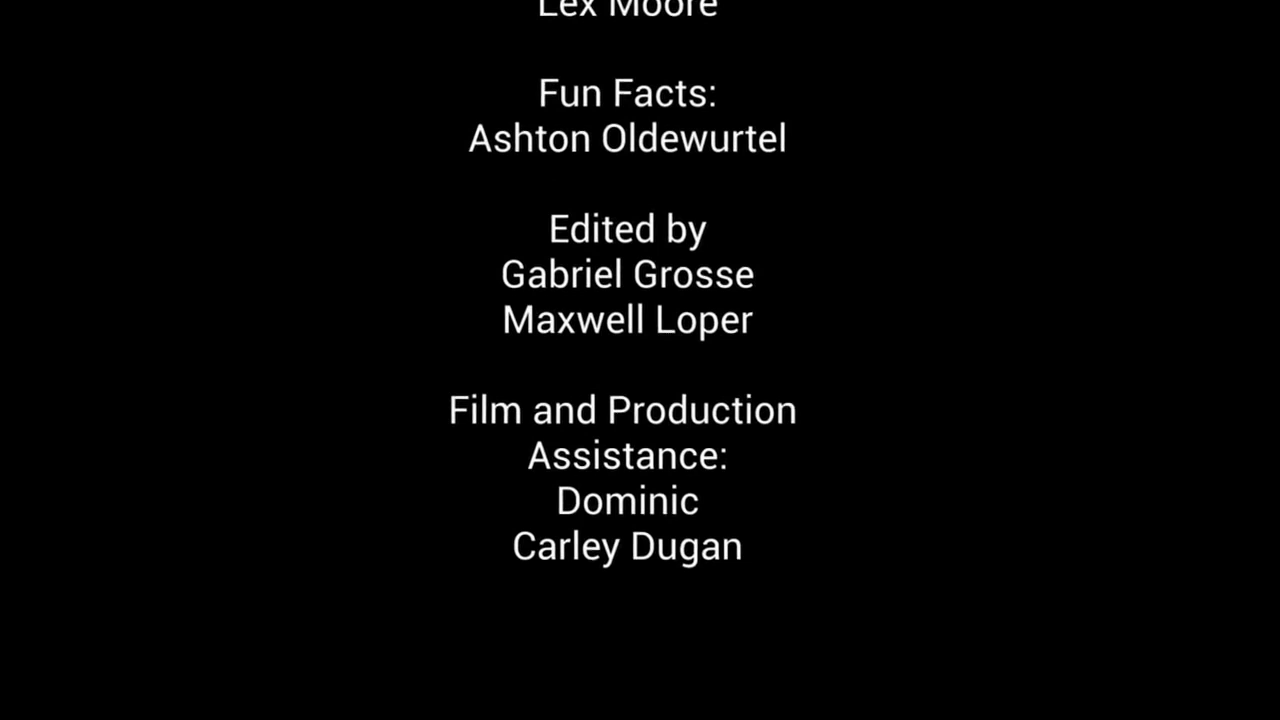 Lex Moore
Fun Facts:
Ashton Oldewurtel
Edited by
Gabriel Grosse
Maxwell Loper
Film and Production
Assistance:
Dominic
Carley Dugan